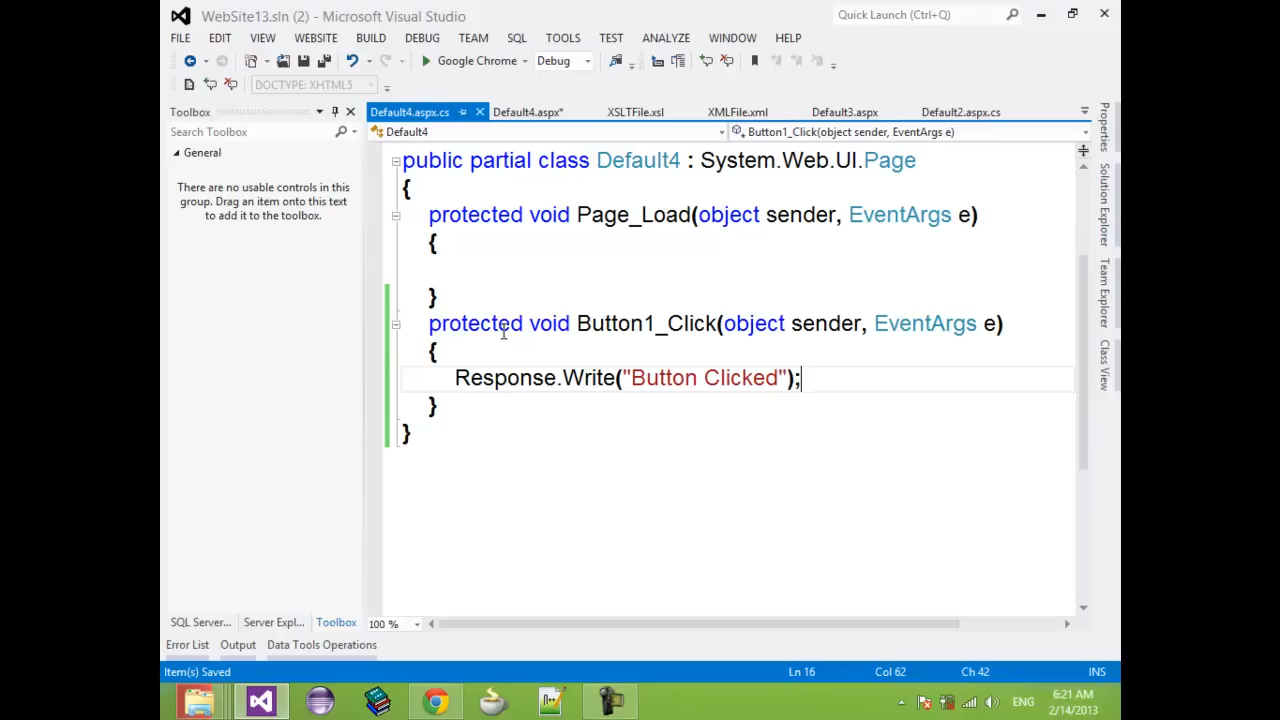 WebSite13.sln (2) - Microsoft Visual Studio
Quick Launch (Ctrl+Q)
FILE EDIT VIEW WEBSITE BUILD DEBUG TEAM SQL TOOLS TEST ANALYZE WINDOW HELP
Google Chrome Debug
DOCTYPE: XHTML5
Toolbox
Default4.aspx.cs Default4.aspx* XSLTFile.xsl XMLFile.xml Default3.aspx Default2.aspx.cs
Search Toolbox
Default4 Button1_Click(object sender, EventArgs e)
General
There are no usable controls in this
group. Drag an item onto this text
to add it to the toolbox.
public partial class Default4 : System.Web.UI.Page
{
protected void Page_Load(object sender, EventArgs e)
{
}
protected void Button1_Click(object sender, EventArgs e)
{
Response.Write("Button Clicked");
}
}
Properties
Solution Explorer
Team Explorer
Class View
SQL Server... Server Expl... Toolbox
100 %
Error List Output Data Tools Operations
Item(s) Saved Ln 16 Col 62 Ch 42 INS
ENG
6:21 AM
2/14/2013